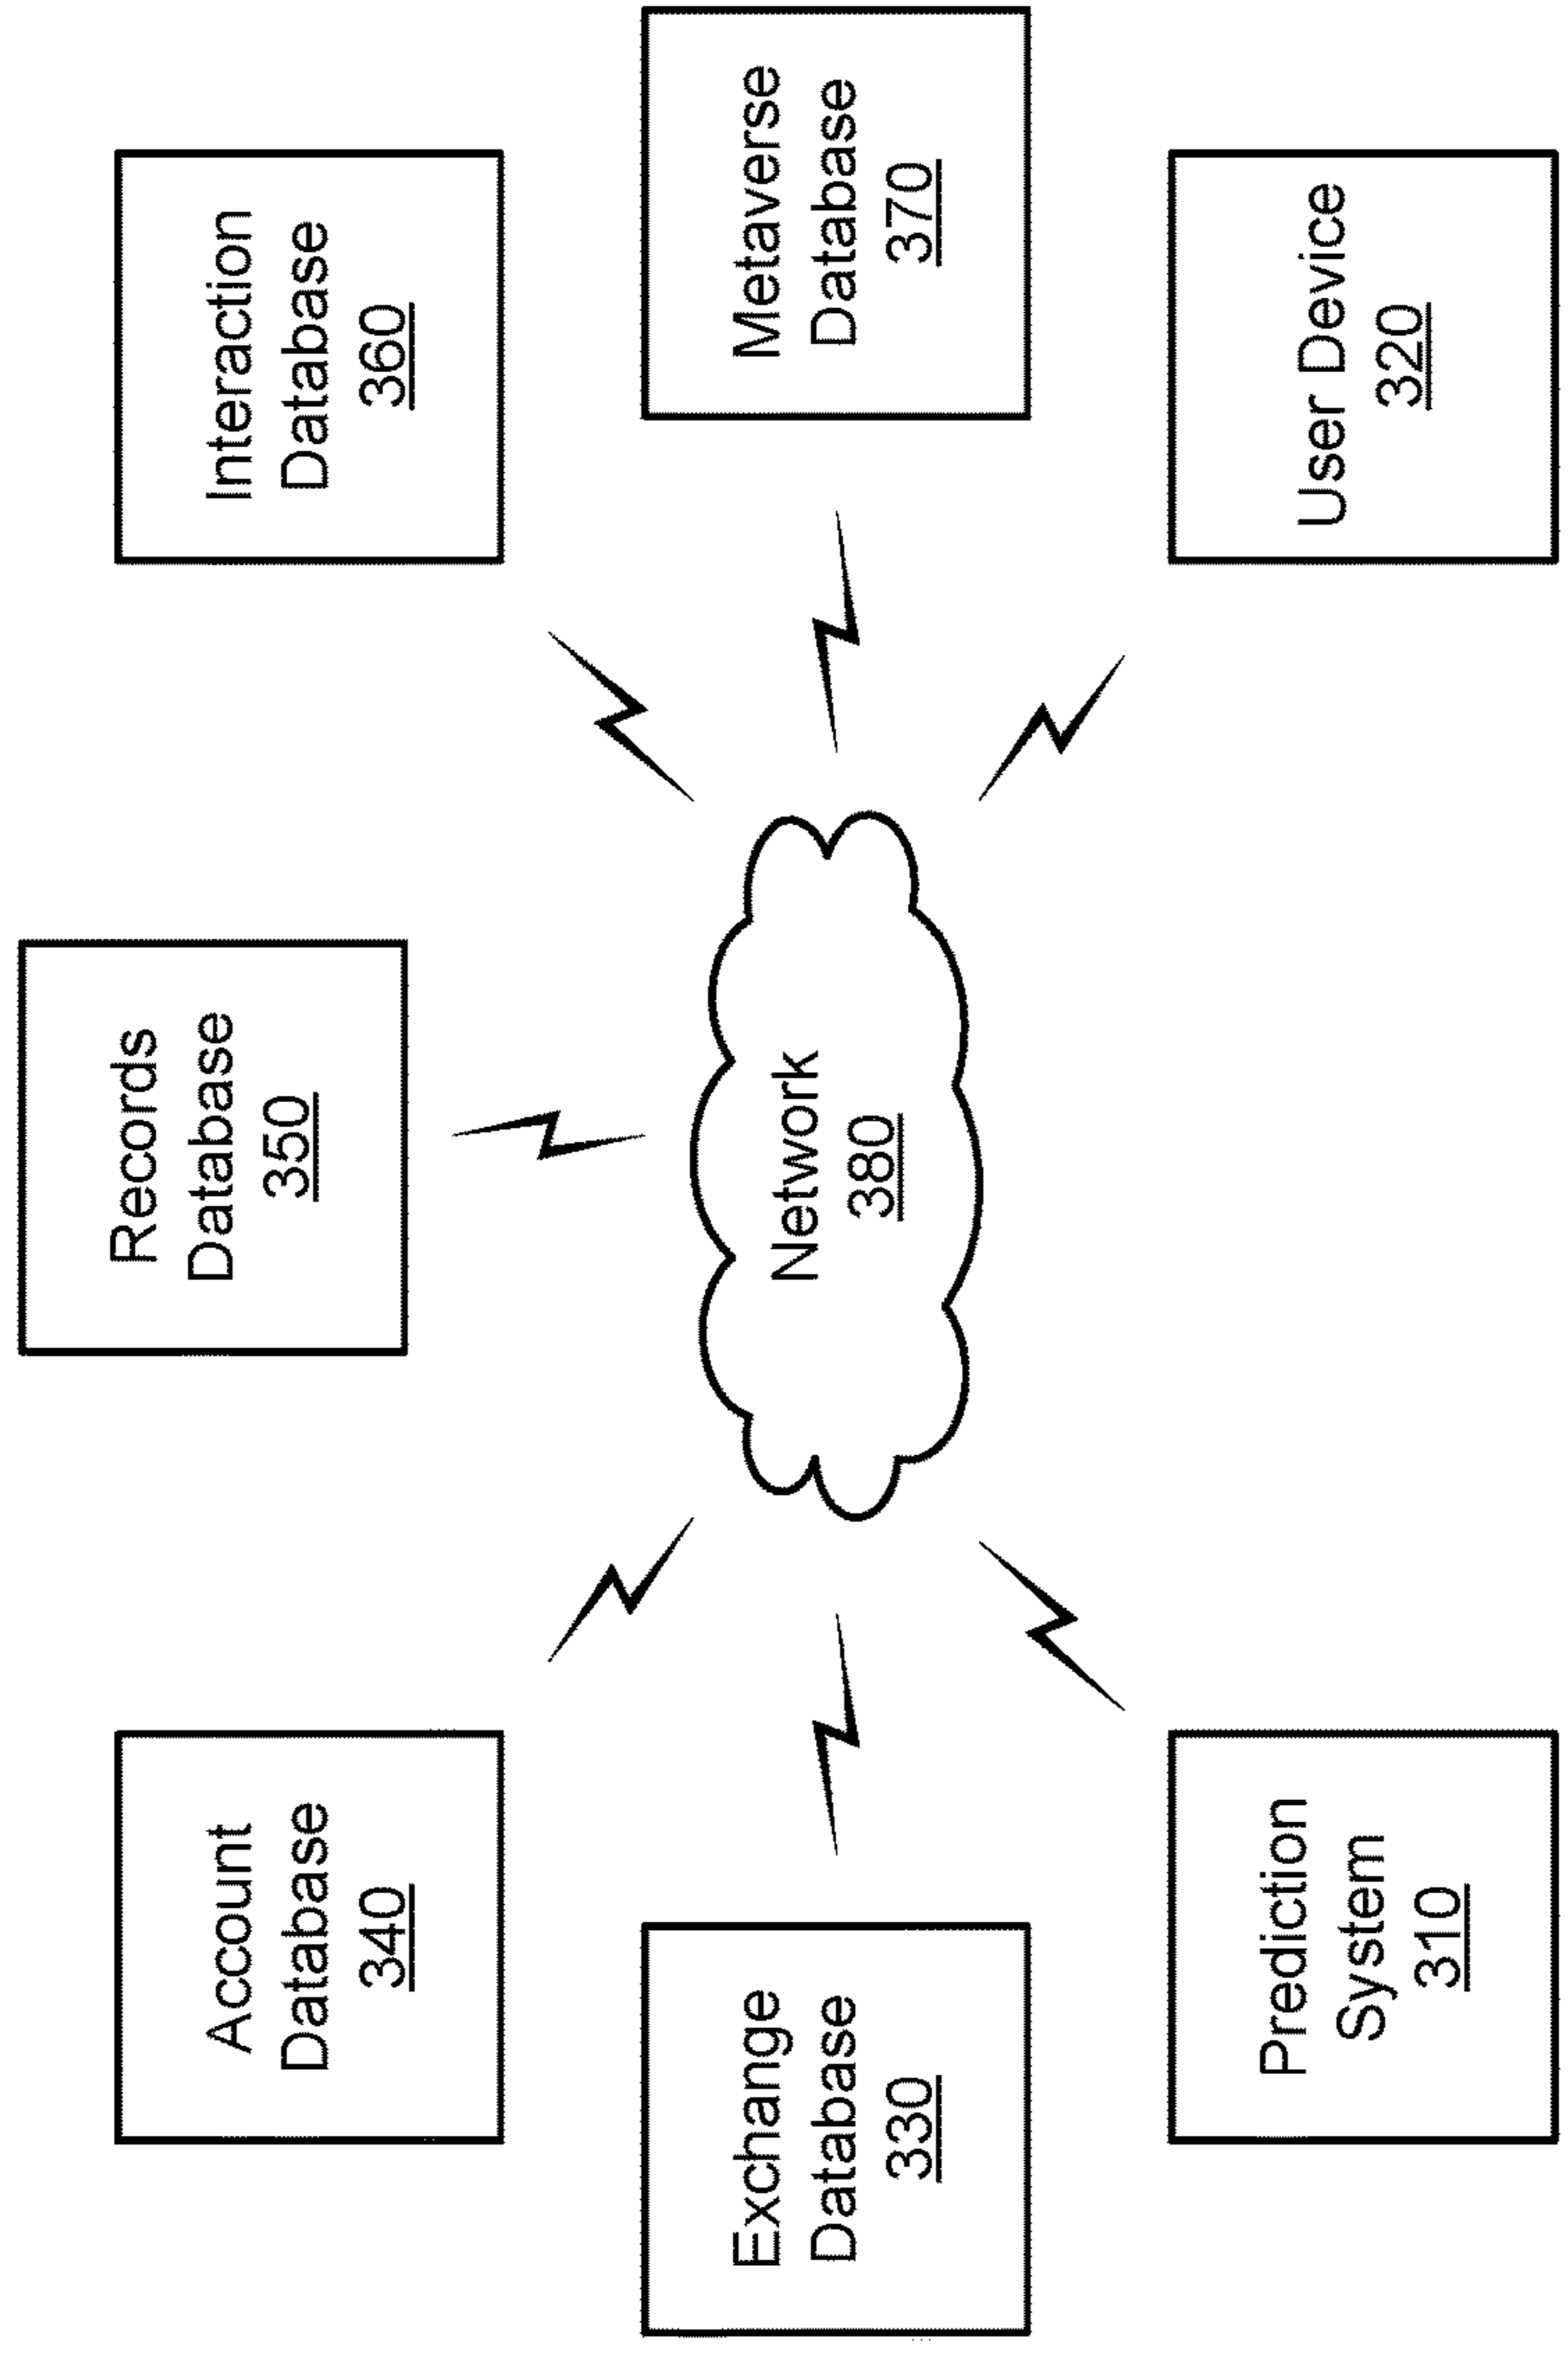 Records
Database
350
Account
Database
340
Interaction
Database
360
Exchange
Database
330
Network
380
Metaverse
Database
370
Prediction
System
310
User Device
320